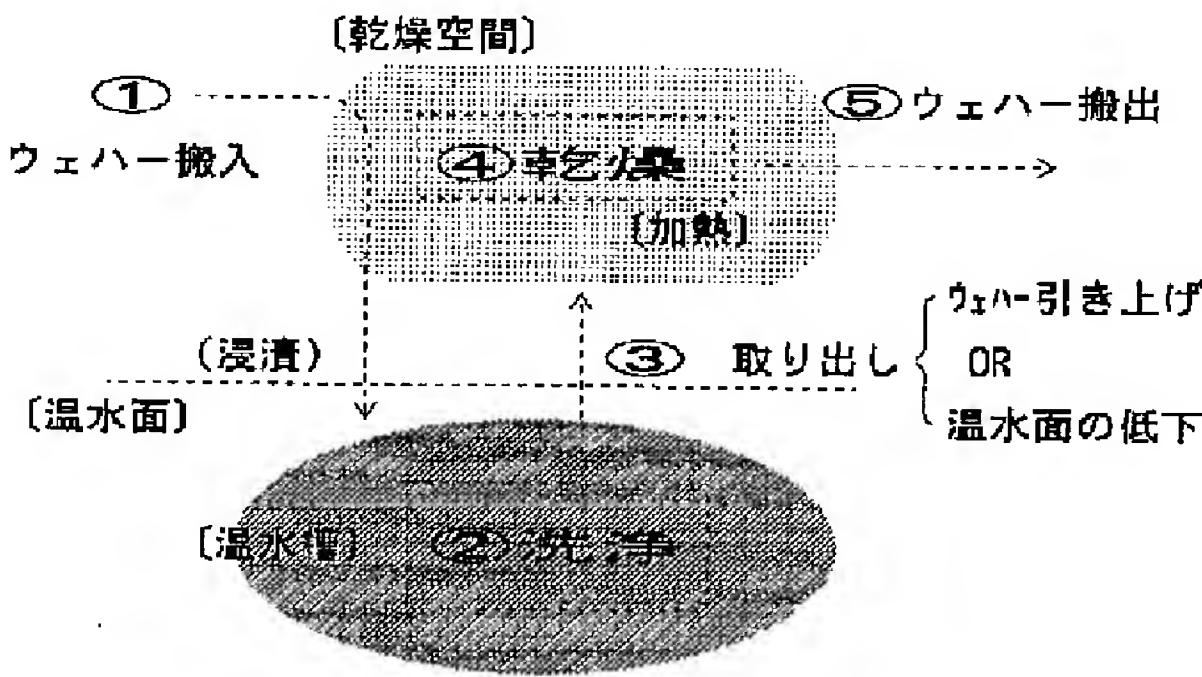 〔乾燥空間〕
①
⑤ウェハー搬出
ウェハー搬入
④乾燥
〔加熱〕
ウェハー引き上げ
(浸漬)
③ 取り出し
OR
〔温水面〕
温水面の低下
〔温水槽〕
②洗浄